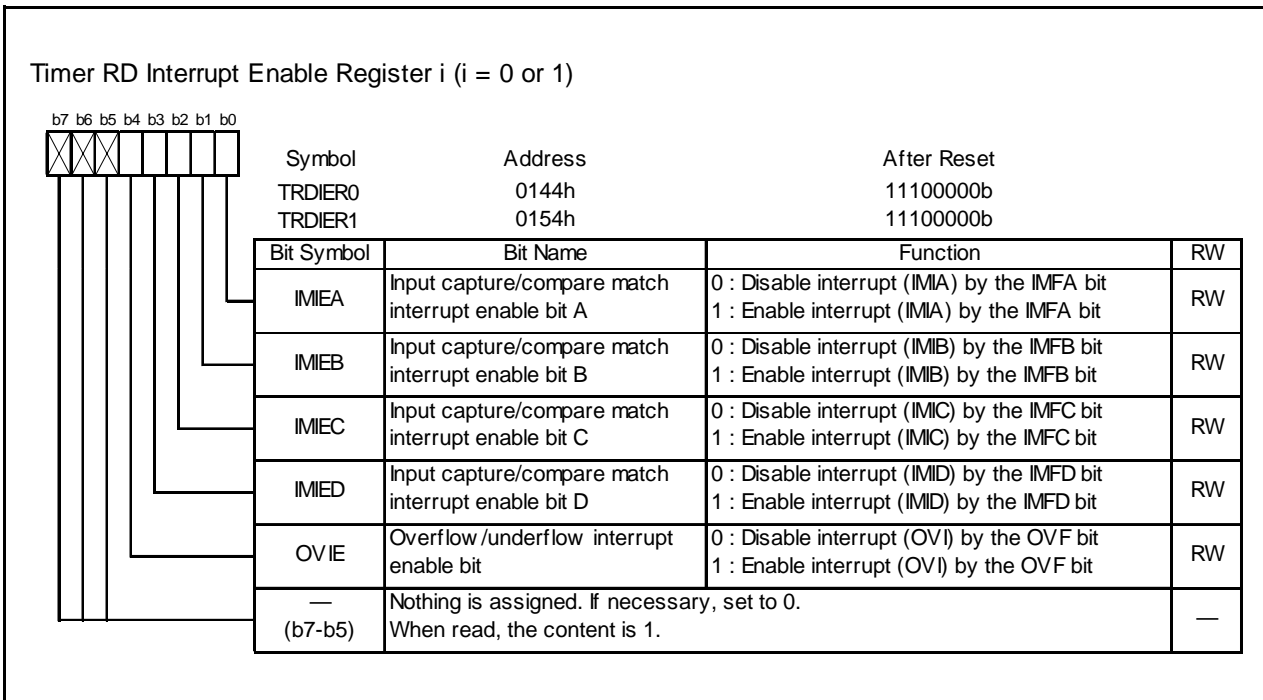 Timer RD Interrupt Enable Register i (i = 0 or 1)
b7 b6 b5 b4 b3 b2 b1 b0
Symbol Address After Reset
TRDIER0 0144h 11100000b
TRDIER1 0154h 11100000b
Bit Symbol Bit Name Function RW
IMIEA Input capture/compare match interrupt enable bit A 0 : Disable interrupt (IMIA) by the IMFA bit
1 : Enable interrupt (IMIA) by the IMFA bit RW
IMIEB Input capture/compare match interrupt enable bit B 0 : Disable interrupt (IMIB) by the IMFB bit
1 : Enable interrupt (IMIB) by the IMFB bit RW
IMIEC Input capture/compare match interrupt enable bit C 0 : Disable interrupt (IMIC) by the IMFC bit
1 : Enable interrupt (IMIC) by the IMFC bit RW
IMIED Input capture/compare match interrupt enable bit D 0 : Disable interrupt (IMID) by the IMFD bit
1 : Enable interrupt (IMID) by the IMFD bit RW
OVIE Overflow/underflow interrupt enable bit 0 : Disable interrupt (OVI) by the OVF bit
1 : Enable interrupt (OVI) by the OVF bit RW
— (b7-b5) Nothing is assigned. If necessary, set to 0.
When read, the content is 1. —